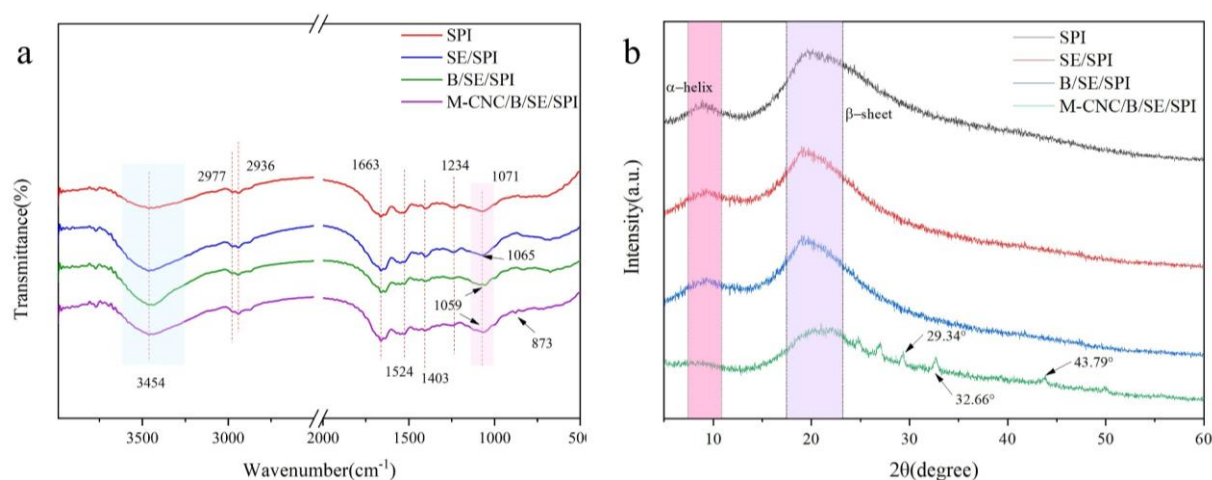 a
SPI
SE/SPI
B/SE/SPI
M-CNC/B/SE/SPI
2977
2936
1663
1234
1071
1065
1059
873
3454
1524
1403
Transmittance(%)
3500
3000
2500
2000
1500
1000
500
Wavenumber(cm⁻¹)
b
SPI
SE/SPI
B/SE/SPI
M-CNC/B/SE/SPI
α-helix
β-sheet
29.34°
32.66°
43.79°
Intensity(a.u.)
10
20
30
40
50
60
2θ(degree)